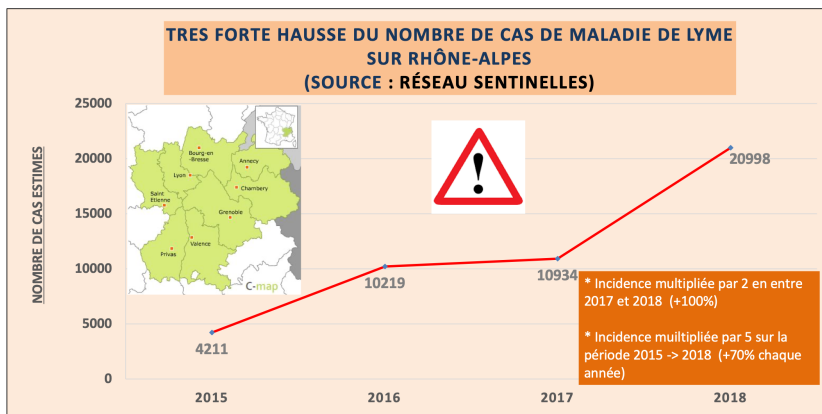 TRES FORTE HAUSSE DU NOMBRE DE CAS DE MALADIE DE LYME
SUR RHÔNE-ALPES
(SOURCE : RÉSEAU SENTINELLES)
NOMBRE DE CAS ESTIMES
25000
20000
15000
10000
5000
0
Bourg-en
-Bresse
Annecy
Lyon
Chambery
Saint
Etienne
Grenoble
Valence
Privas
C-map
!
4211
10219
10934
20998
* Incidence multipliée par 2 en entre
2017 et 2018 (+100%)
* Incidence muiltipliée par 5 sur la
période 2015 -> 2018 (+70% chaque
année)
2015
2016
2017
2018